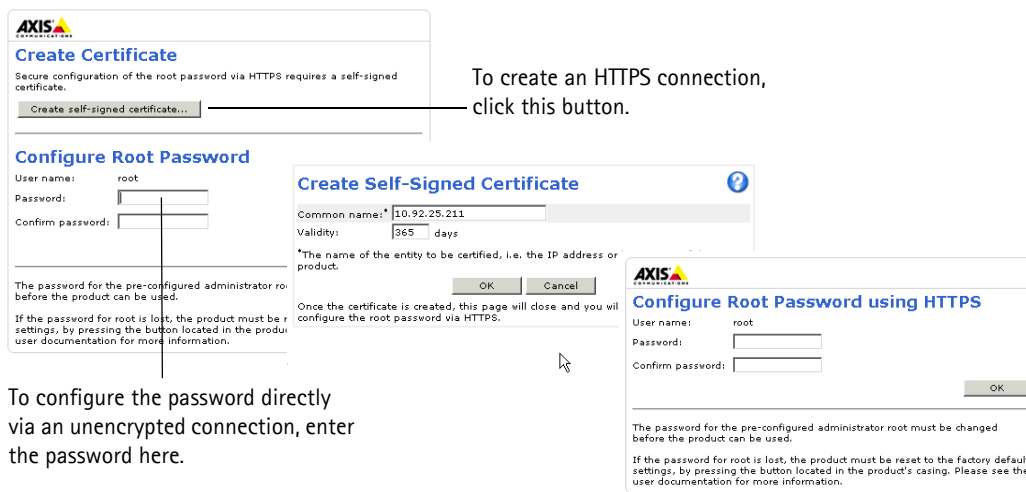 AXIS
COMMUNICATIONS
Create Certificate
Secure configuration of the root password via HTTPS requires a self-signed
certificate.
Create self-signed certificate...
To create an HTTPS connection,
click this button.
Configure Root Password
User name: root
Password:
Confirm password:
The password for the pre-configured administrator ro
before the product can be used.
If the password for root is lost, the product must be r
settings, by pressing the button located in the produ
user documentation for more information.
To configure the password directly
via an unencrypted connection, enter
the password here.
Create Self-Signed Certificate
?
Common name:* 10.92.25.211
Validity: 365 days
*The name of the entity to be certified, i.e. the IP address or
product.
OK Cancel
Once the certificate is created, this page will close and you wil
configure the root password via HTTPS.
AXIS
COMMUNICATIONS
Configure Root Password using HTTPS
User name: root
Password:
Confirm password:
OK
The password for the pre-configured administrator root must be changed
before the product can be used.
If the password for root is lost, the product must be reset to the factory default
settings, by pressing the button located in the product's casing. Please see the
user documentation for more information.